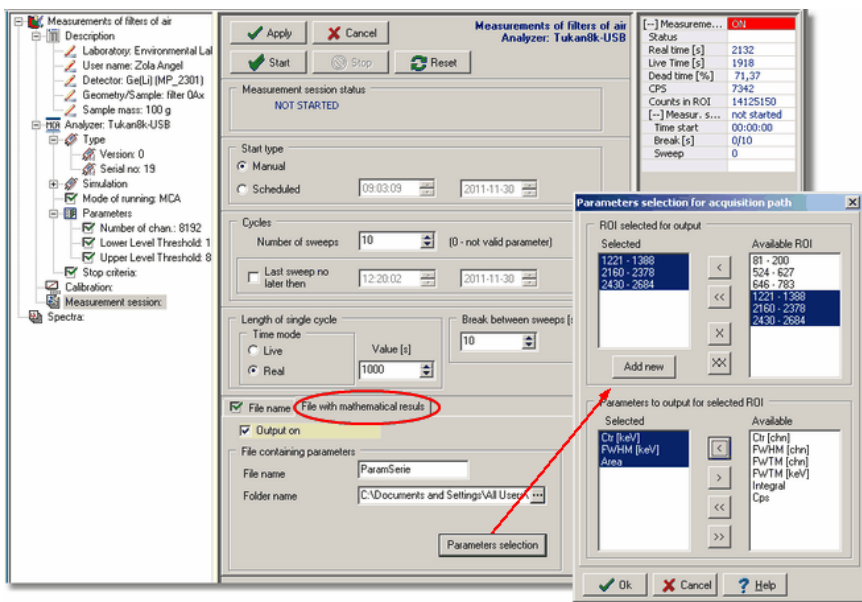 Measurements of filters of air
Description
Laboratory: Environmental Lal
User name: Zola Angel
Detector: Ge(Li) (MP_2301)
Geometry/Sample: filter 0Ax
Sample mass: 100 g
MCA Analyzer: Tukan8k-USB
Type
Version: 0
Serial no: 19
Simulation
Mode of running: MCA
Parameters
Number of chan.: 8192
Lower Level Threshold: 1
Upper Level Threshold: 8
Stop criteria:
Calibration:
Measurement session:
Spectra:
Apply
Cancel
Measurements of filters of air
Analyzer: Tukan8k-USB
Start
Stop
Reset
Measurement session status
NOT STARTED
Start type
Manual
Scheduled
09:03:09
2011-11-30
Cycles
Number of sweeps
10
(0 - not valid parameter)
Last sweep no
later then
12:20:02
2011-11-30
Length of single cycle
Time mode
Live
Real
Value [s]
1000
Break between sweeps [s
10
File name
File with mathematical resuls
Output on
File containing parameters
File name
ParamSerie
Folder name
C:\Documents and Settings\All Users\
...
Parameters selection
[--] Measureme... ON
Status
Real time [s] 2132
Live Time [s] 1918
Dead time [%] 71,37
CPS 7342
Counts in ROI 14125150
[--] Measur. s... not started
Time start 00:00:00
Break [s] 0/10
Sweep 0
Parameters selection for acquisition path
ROI selected for output
Selected
1221 - 1388
2160 - 2378
2430 - 2684
Add new
<
<<
X
XX
Available ROI
81 - 200
524 - 627
646 - 783
1221 - 1388
2160 - 2378
2430 - 2684
Parameters to output for selected ROI
Selected
Ctr [keV]
FWHM [keV]
Area
<
>
<<
>>
Available
Ctr [chn]
FWHM [chn]
FWTM [chn]
FWTM [keV]
Integral
Cps
Ok
Cancel
Help